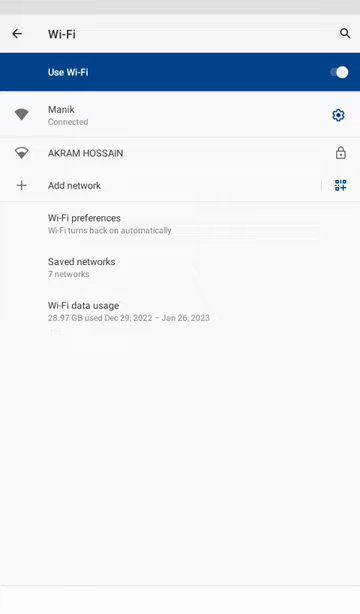 Wi-Fi
Use Wi-Fi
Manik
Connected
AKRAM HOSSAIN
Add network
Wi-Fi preferences
Wi-Fi turns back on automatically
Saved networks
7 networks
Wi-Fi data usage
28.97 GB used Dec 29, 2022 – Jan 26, 2023